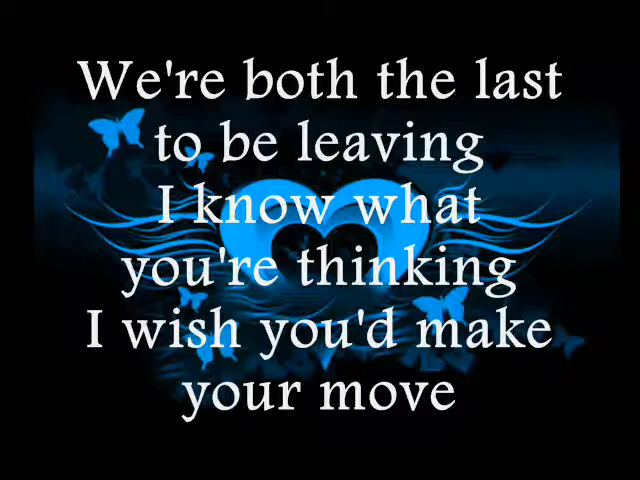 We're both the last
to be leaving
I know what
you're thinking
I wish you'd make
your move